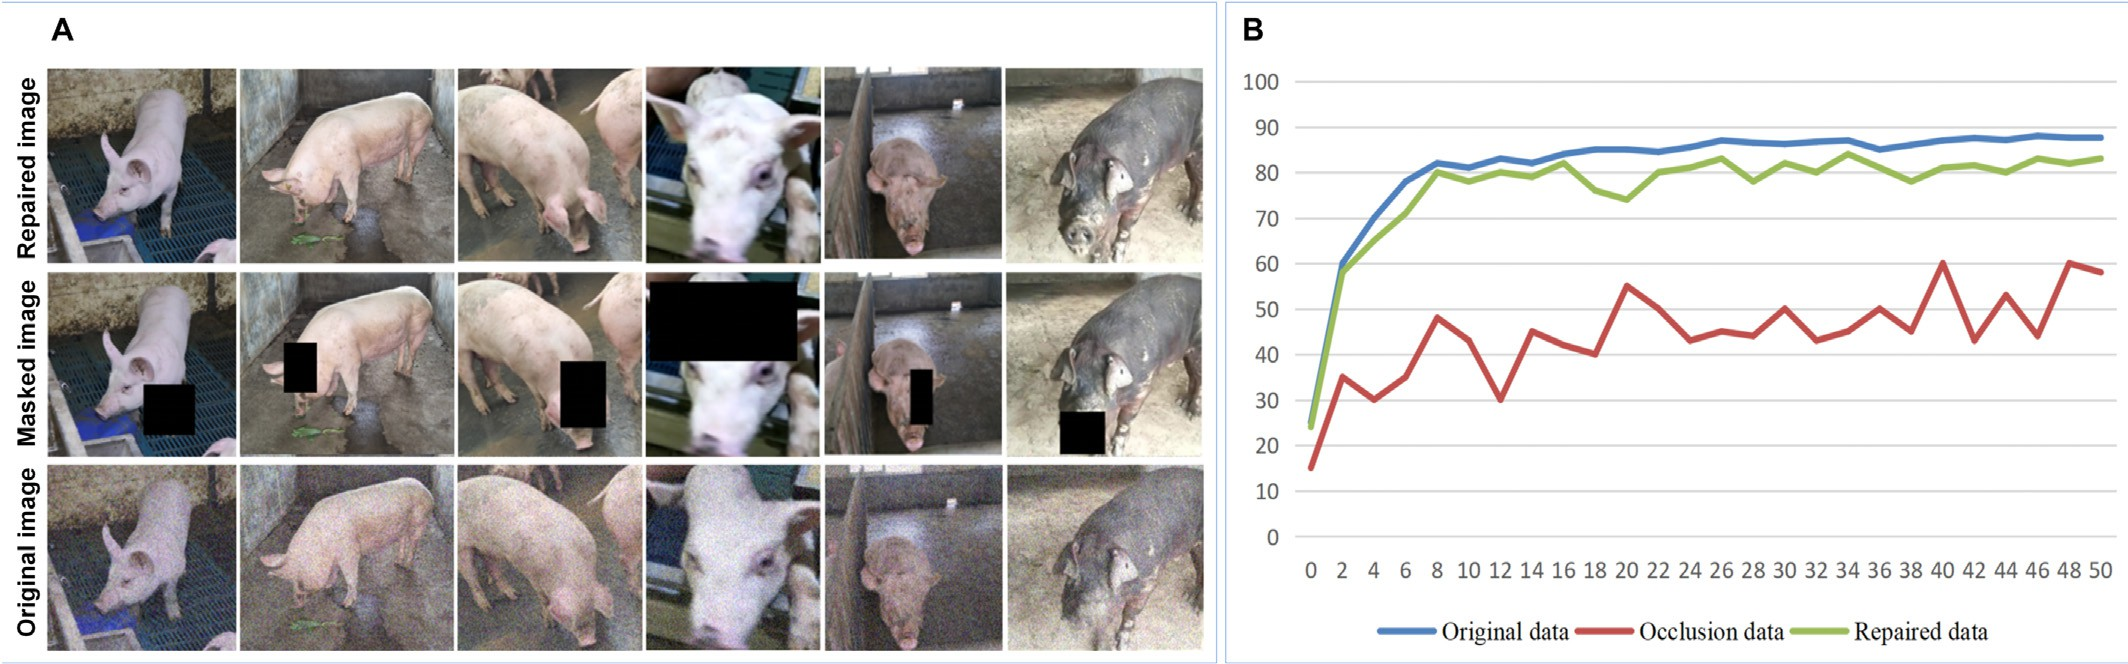 A
Repaired image
Masked image
Original image
B
100
90
80
70
60
50
40
30
20
10
0
0 2 4 6 8 10 12 14 16 18 20 22 24 26 28 30 32 34 36 38 40 42 44 46 48 50
Original data Occlusion data Repaired data